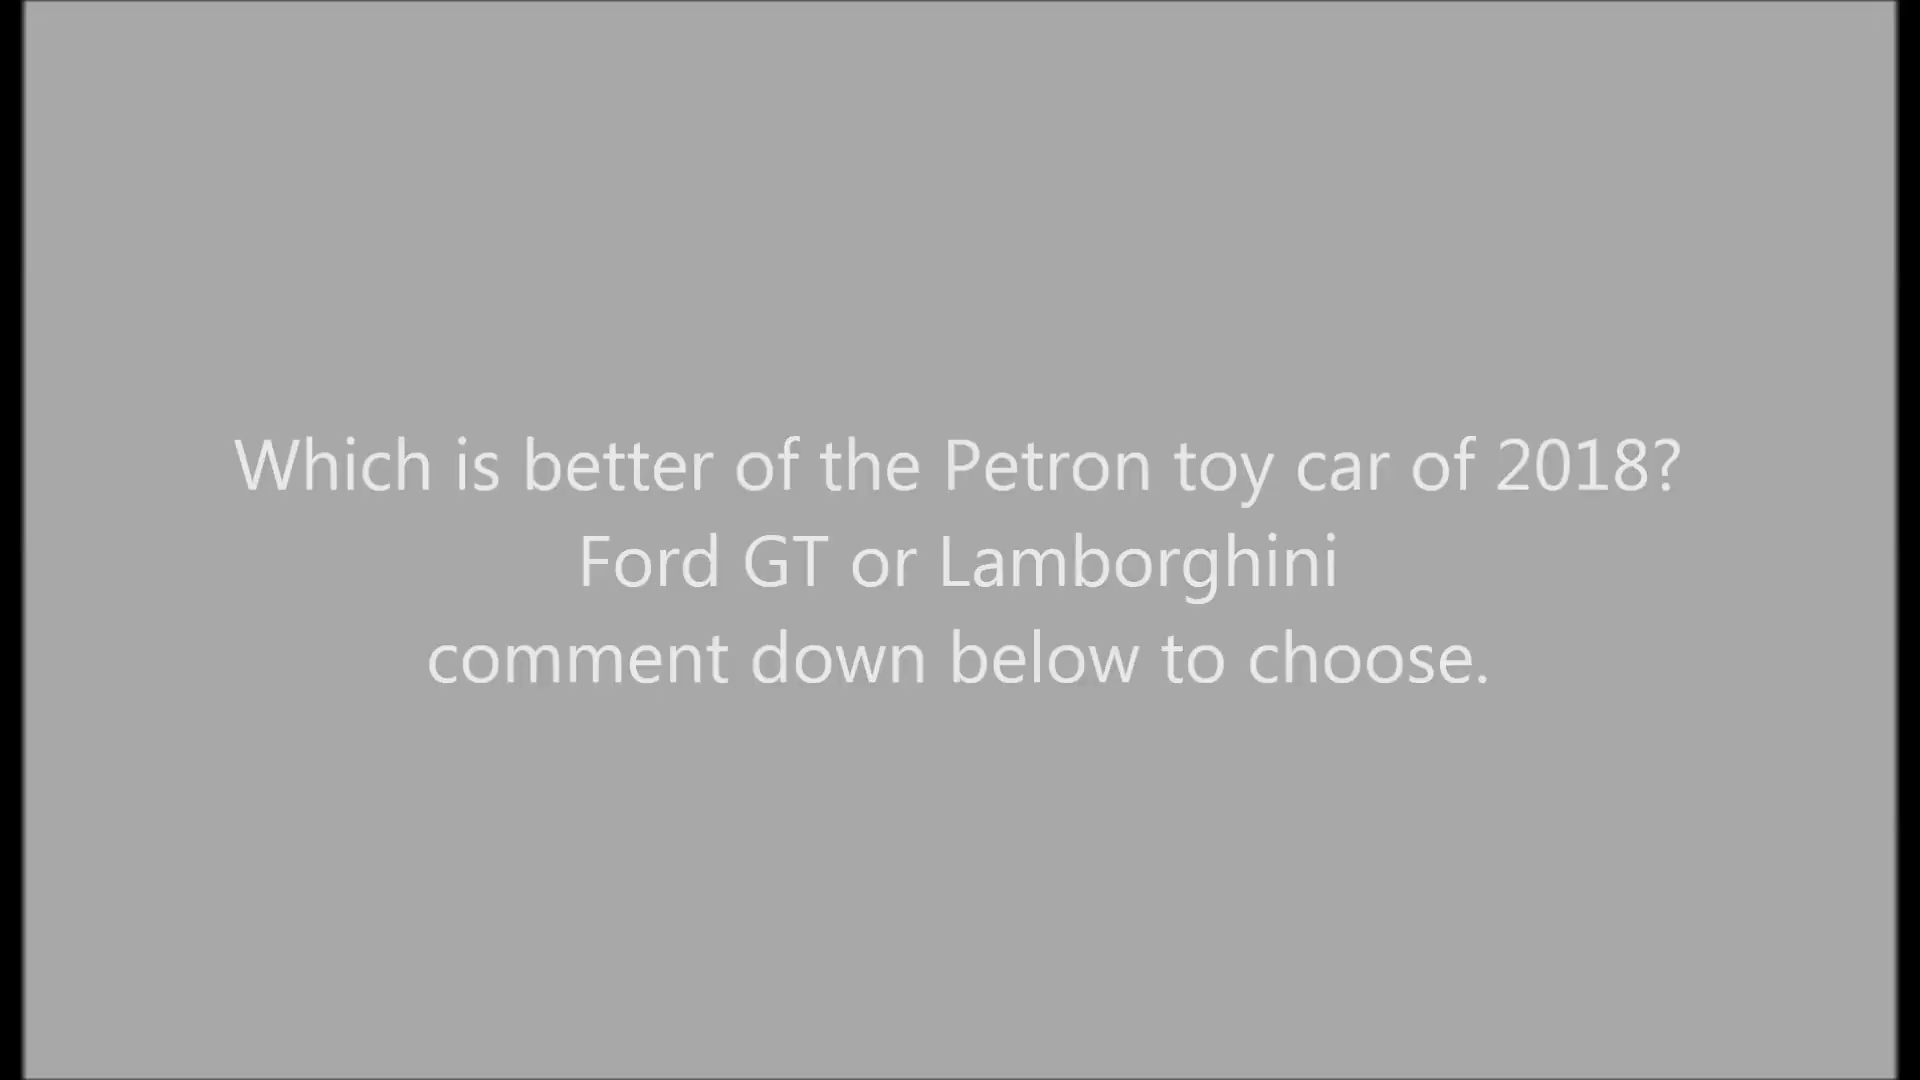 Which is better of the Petron toy car of 2018?
Ford GT or Lamborghini
comment down below to choose.